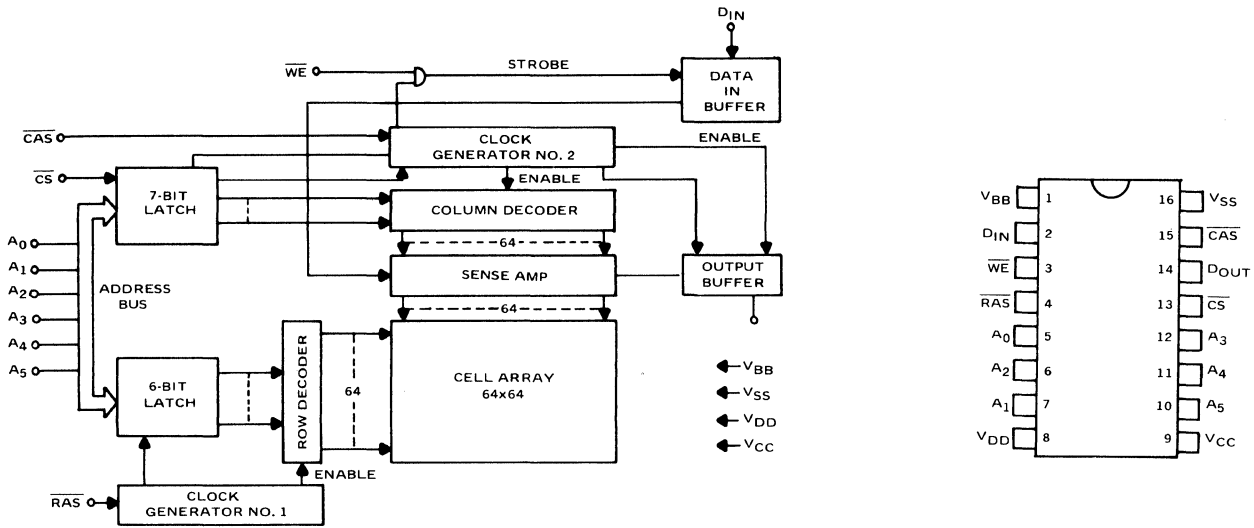 DIN
WE
STROBE
DATA
IN
BUFFER
CAS
CLOCK
GENERATOR NO. 2
ENABLE
CS
7-BIT
LATCH
ENABLE
COLUMN DECODER
64
A0
A1
A2
A3
A4
A5
ADDRESS
BUS
SENSE AMP
OUTPUT
BUFFER
64
6-BIT
LATCH
ROW DECODER
64
CELL ARRAY
64x64
VBB
VSS
VDD
VCC
ENABLE
RAS
CLOCK
GENERATOR NO. 1
VBB 1 16 VSS
DIN 2 15 CAS
WE 3 14 DOUT
RAS 4 13 CS
A0 5 12 A3
A2 6 11 A4
A1 7 10 A5
VDD 8 9 VCC